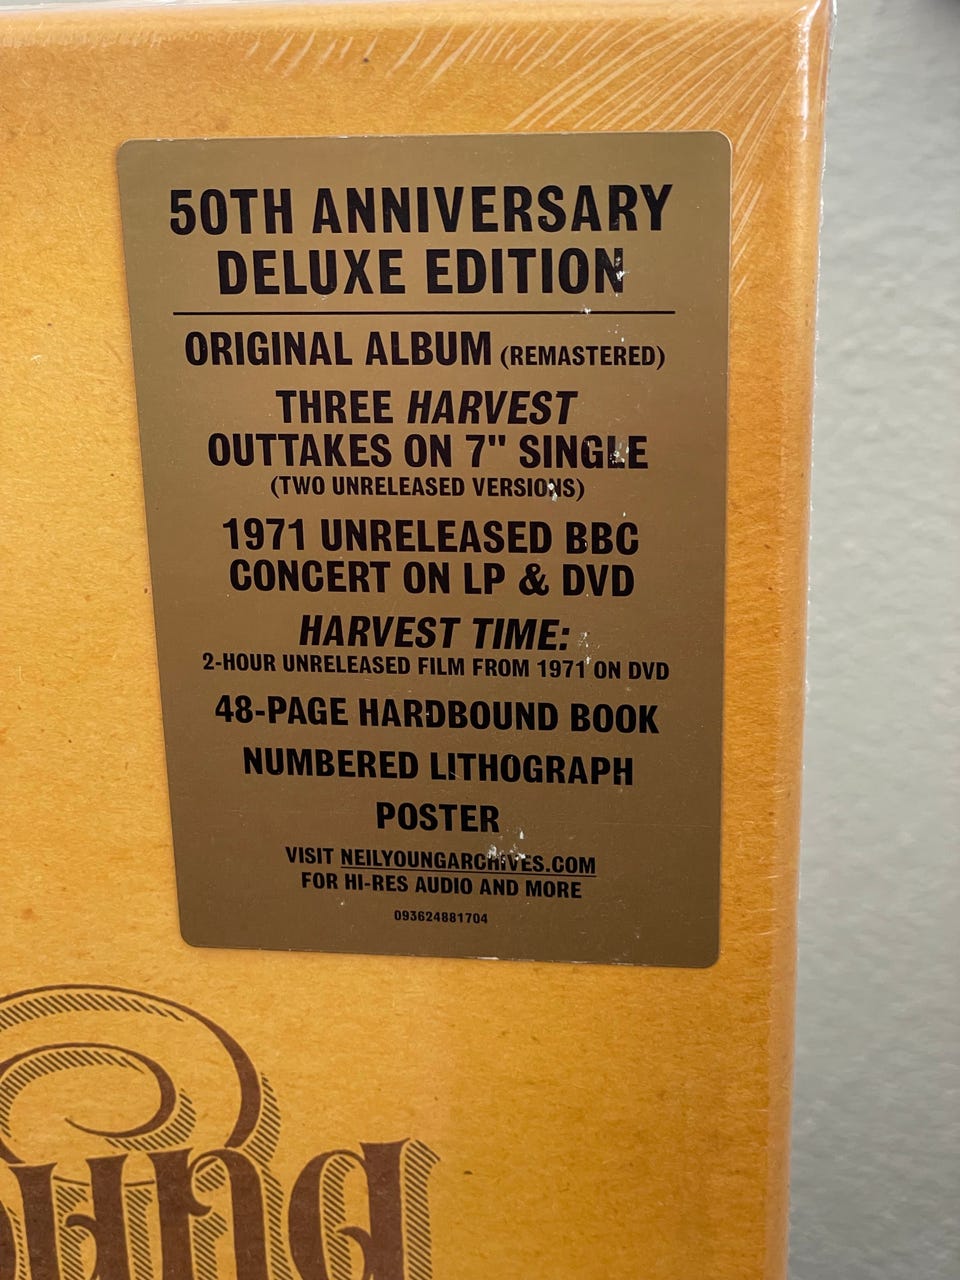 50TH ANNIVERSARY
DELUXE EDITION
ORIGINAL ALBUM (REMASTERED)
THREE HARVEST
OUTTAKES ON 7" SINGLE
(TWO UNRELEASED VERSIONS)
1971 UNRELEASED BBC
CONCERT ON LP & DVD
HARVEST TIME:
2-HOUR UNRELEASED FILM FROM 1971 ON DVD
48-PAGE HARDBOUND BOOK
NUMBERED LITHOGRAPH
POSTER
VISIT NEILYOUNGARCHIVES.COM
FOR HI-RES AUDIO AND MORE
093624881704